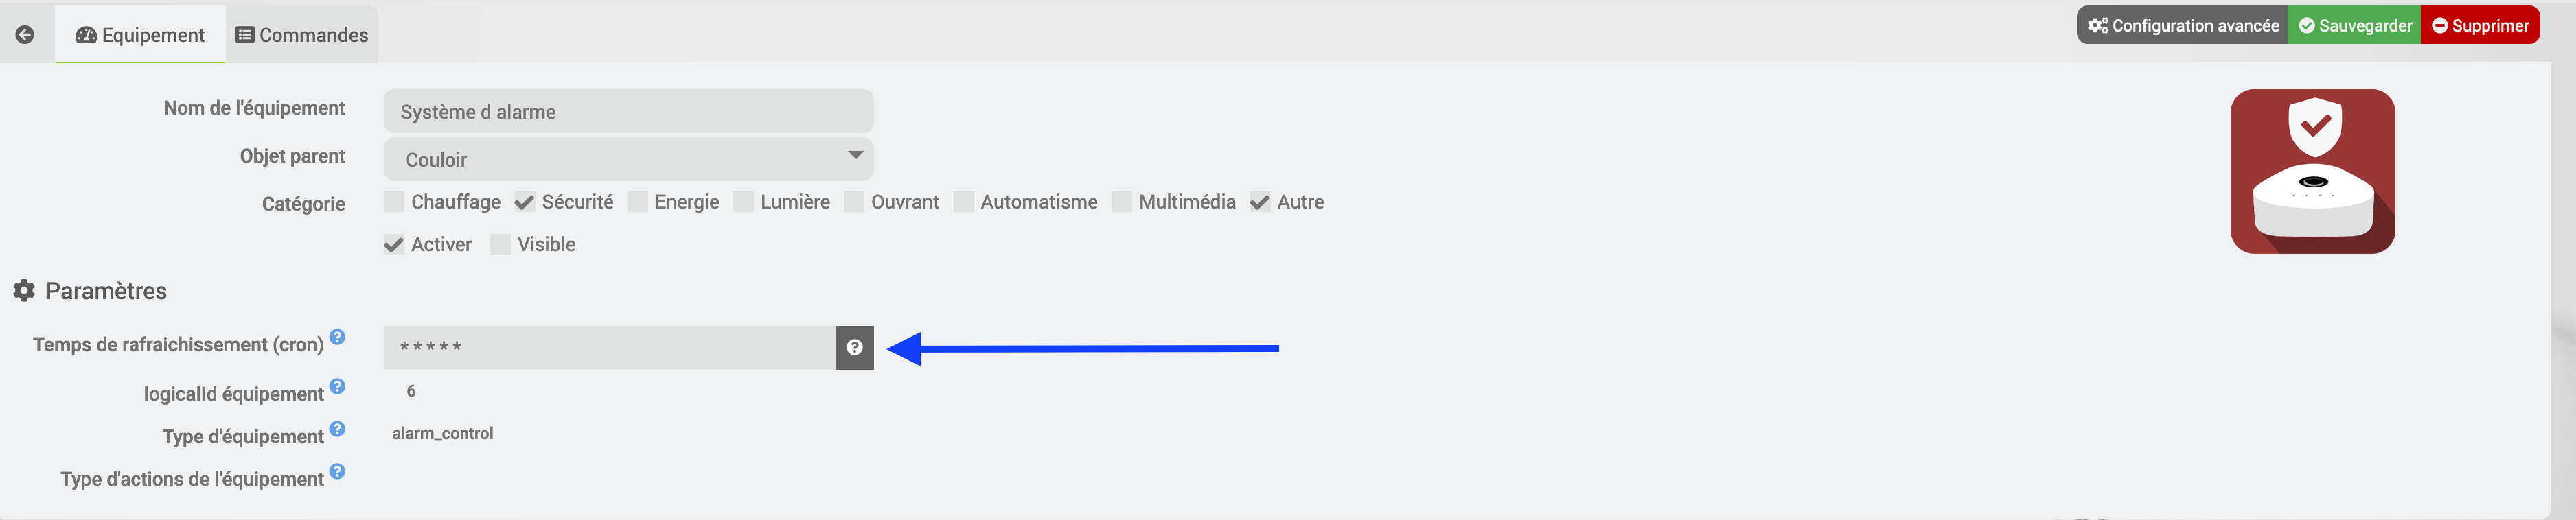 Equipement Commandes Configuration avancée Sauvegarder Supprimer
Nom de l'équipement Système d alarme
Objet parent Couloir
Catégorie Chauffage Sécurité Energie Lumière Ouvrant Automatisme Multimédia Autre
Activer Visible
Paramètres
Temps de rafraichissement (cron) ? * * * * * ?
logicalId équipement ? 6
Type d'équipement ? alarm_control
Type d'actions de l'équipement ?